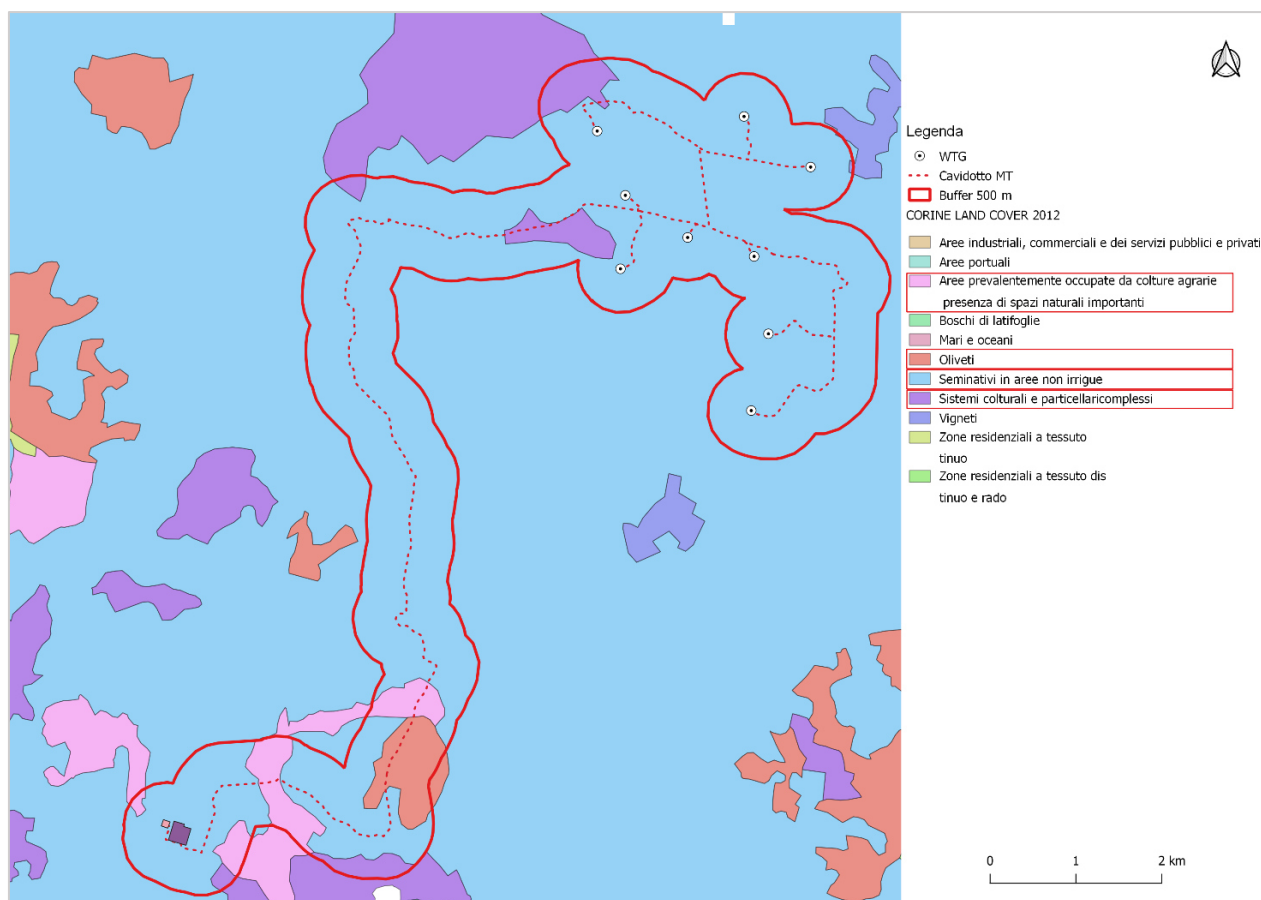 Legenda
WTG
Cavidotto MT
Buffer 500 m
CORINE LAND COVER 2012
Aree industriali, commerciali e dei servizi pubblici e privati
Aree portuali
Aree prevalentemente occupate da colture agrarie
presenza di spazi naturali importanti
Boschi di latifoglie
Mari e oceani
Oliveti
Seminativi in aree non irrigue
Sistemi colturali e particellaricomplessi
Vigneti
Zone residenziali a tessuto
tinuo
Zone residenziali a tessuto dis
tinuo e rado
0 1 2 km